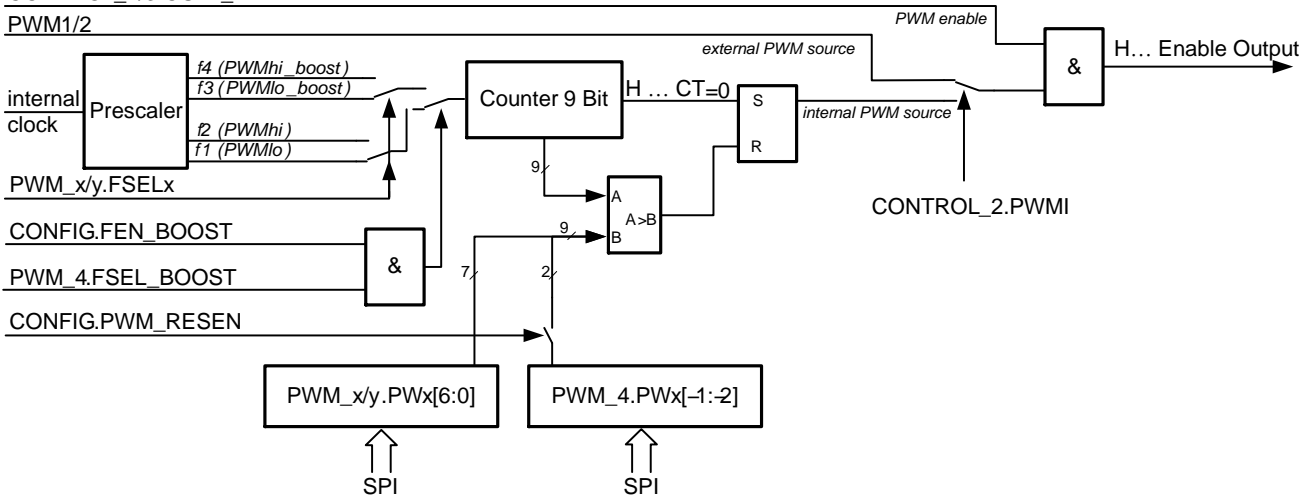 PWM1/2
PWM enable
H… Enable Output
external PWM source
&
f4 (PWMhi_boost)
f3 (PWMlo_boost)
internal
clock
Prescaler
Counter 9 Bit
H … CT=0
S
R
internal PWM source
f2 (PWMhi)
f1 (PWMlo)
9
PWM_x/y.FSELx
A
A>B
B
CONTROL_2.PWMI
CONFIG.FEN_BOOST
9
&
7
2
PWM_4.FSEL_BOOST
CONFIG.PWM_RESEN
PWM_x/y.PWx[6:0]
PWM_4.PWx[–1:–2]
SPI
SPI